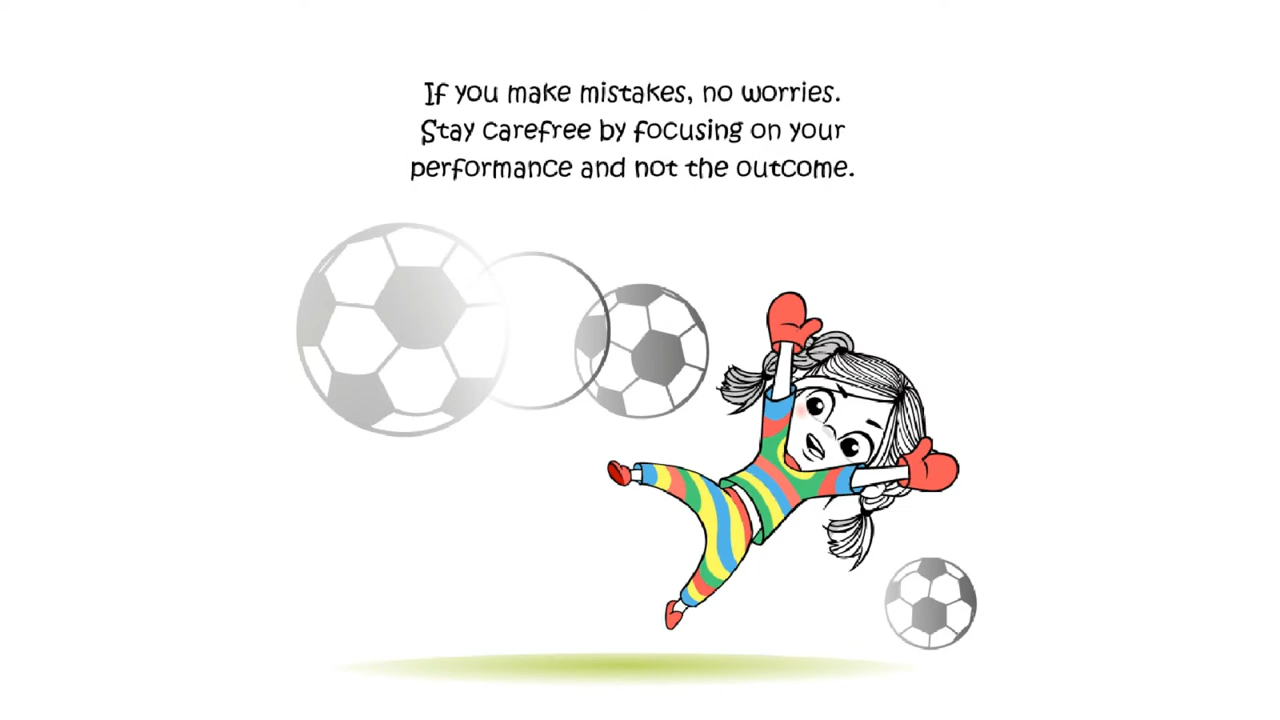 If you make mistakes, no worries.
Stay carefree by focusing on your
performance and not the outcome.